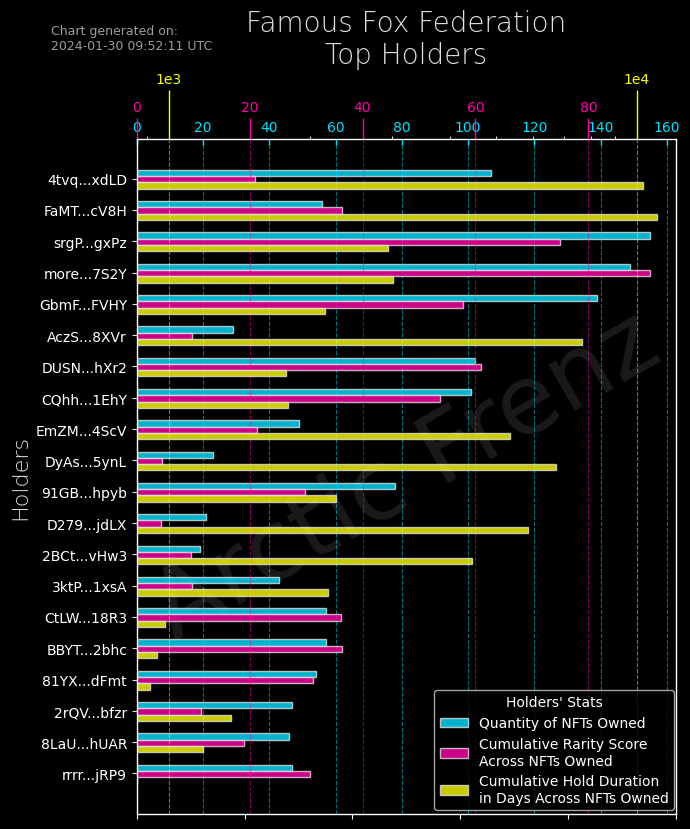 Chart generated on:
2024-01-30 09:52:11 UTC
Famous Fox Federation
Top Holders
1e3 1e4
0 20 40 60 80
0 20 40 60 80 100 120 140 160
Holders
4tvq...xdLD
FaMT...cV8H
srgP...gxPz
more...7S2Y
GbmF...FVHY
AczS...8XVr
DUSN...hXr2
CQhh...1EhY
EmZM...4ScV
DyAs...5ynL
91GB...hpyb
D279...jdLX
2BCt...vHw3
3ktP...1xsA
CtLW...18R3
BBYT...2bhc
81YX...dFmt
2rQV...bfzr
8LaU...hUAR
rrrr...jRP9
Arctic Frenz
Holders' Stats
Quantity of NFTs Owned
Cumulative Rarity Score
Across NFTs Owned
Cumulative Hold Duration
in Days Across NFTs Owned